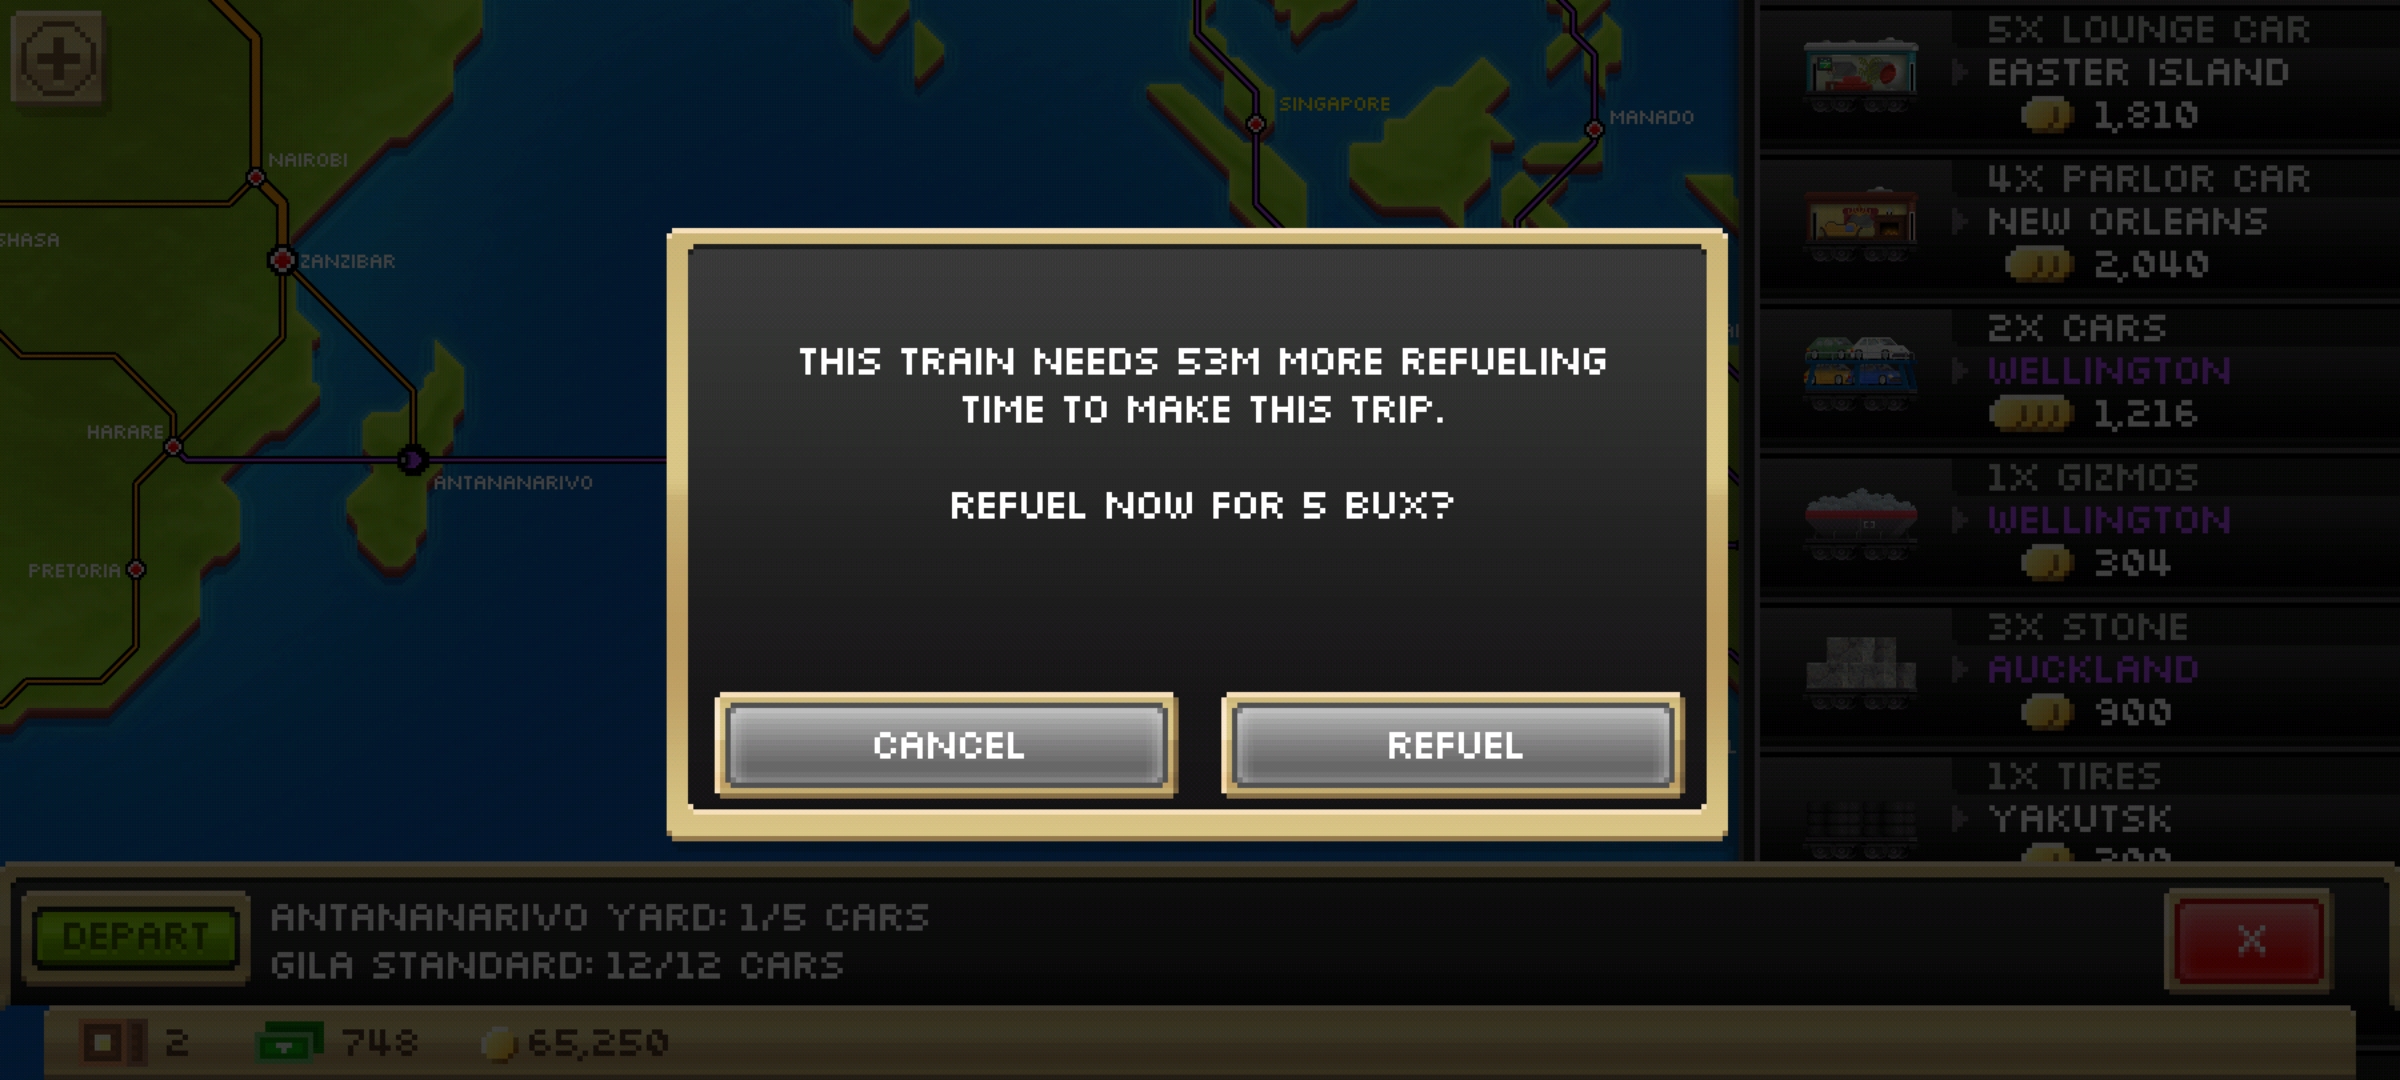 NAIROBI
SHASA
ZANZIBAR
HARARE
ANTANANARIVO
PRETORIA
SINGAPORE
MANADO
THIS TRAIN NEEDS 53M MORE REFUELING
TIME TO MAKE THIS TRIP.
REFUEL NOW FOR 5 BUX?
CANCEL
REFUEL
5X LOUNGE CAR
EASTER ISLAND
1,810
4X PARLOR CAR
NEW ORLEANS
2,040
2X CARS
WELLINGTON
1,216
1X GIZMOS
WELLINGTON
304
3X STONE
AUCKLAND
900
1X TIRES
YAKUTSK
DEPART
ANTANANARIVO YARD: 1/5 CARS
GILA STANDARD: 12/12 CARS
X
2
748
65,250